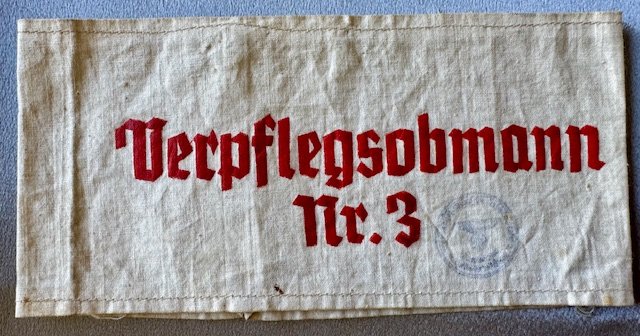 Verpflegsobmann
Nr. 3